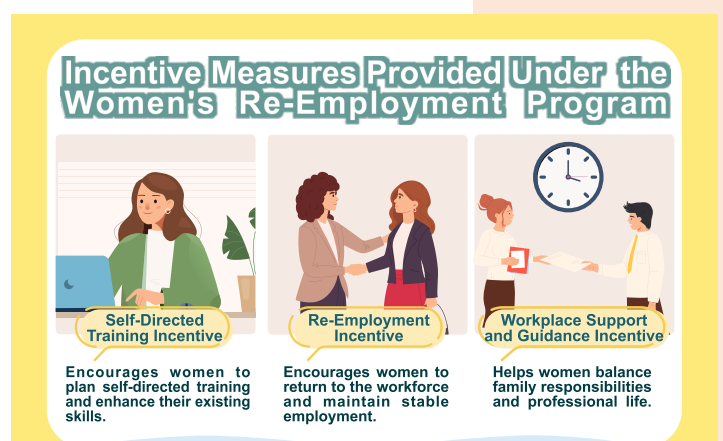 Incentive Measures Provided Under the
Women's Re-Employment Program
Self-Directed
Training Incentive
Encourages women to
plan self-directed training
and enhance their existing
skills.
Re-Employment
Incentive
Encourages women to
return to the workforce
and maintain stable
employment.
Workplace Support
and Guidance Incentive
Helps women balance
family responsibilities
and professional life.